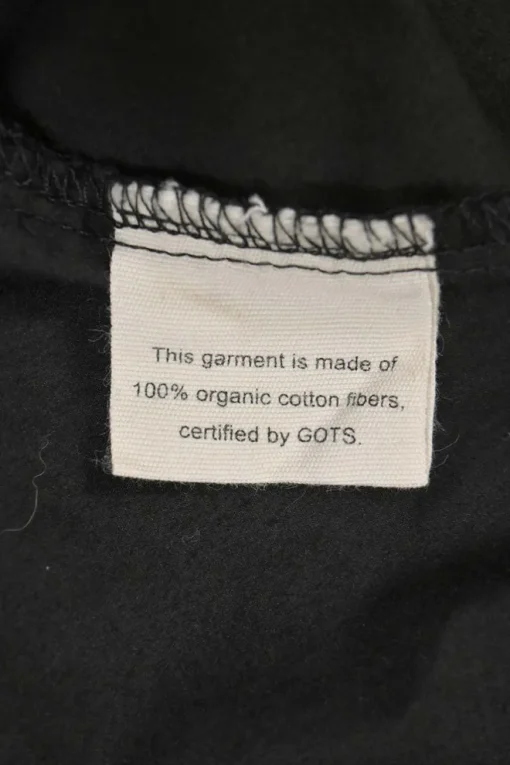 This garment is made of
100% organic cotton fibers,
certified by GOTS.